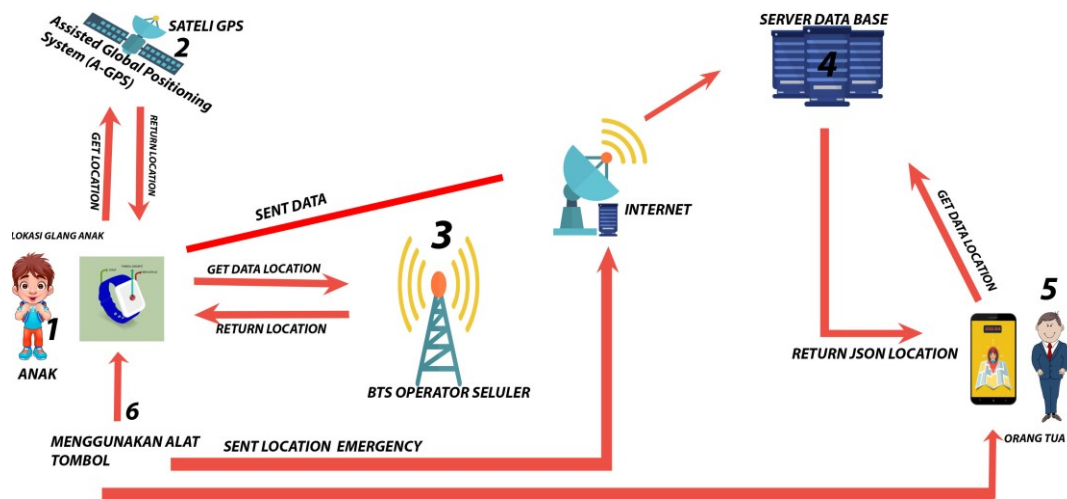 SATELI GPS
2
Assisted Global Positioning
System (A-GPS)
GET LOCATION
RETURN LOCATION
LOKASI GLANG ANAK
1
ANAK
SENT DATA
3
GET DATA LOCATION
RETURN LOCATION
BTS OPERATOR SELULER
6
MENGGUNAKAN ALAT
TOMBOL
SENT LOCATION EMERGENCY
INTERNET
SERVER DATA BASE
4
GET DATA LOCATION
RETURN JSON LOCATION
5
ORANG TUA